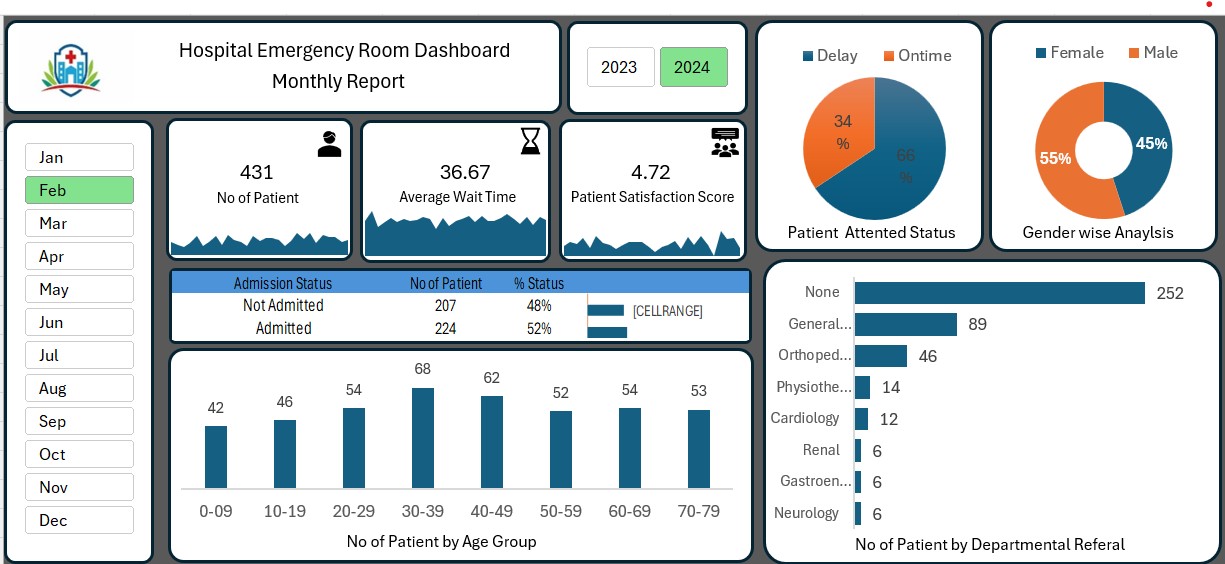 Hospital Emergency Room Dashboard
Monthly Report
2023
2024
Jan
Feb
Mar
Apr
May
Jun
Jul
Aug
Sep
Oct
Nov
Dec
431
No of Patient
36.67
Average Wait Time
4.72
Patient Satisfaction Score
Delay
Ontime
34
%
66
%
Patient Attented Status
Female
Male
55%
45%
Gender wise Anaylsis
Admission Status No of Patient % Status
Not Admitted 207 48% [CELLRANGE]
Admitted 224 52%
42
46
54
68
62
52
54
53
0-09
10-19
20-29
30-39
40-49
50-59
60-69
70-79
No of Patient by Age Group
None 252
General... 89
Orthoped... 46
Physiothe... 14
Cardiology 12
Renal 6
Gastroen... 6
Neurology 6
No of Patient by Departmental Referal